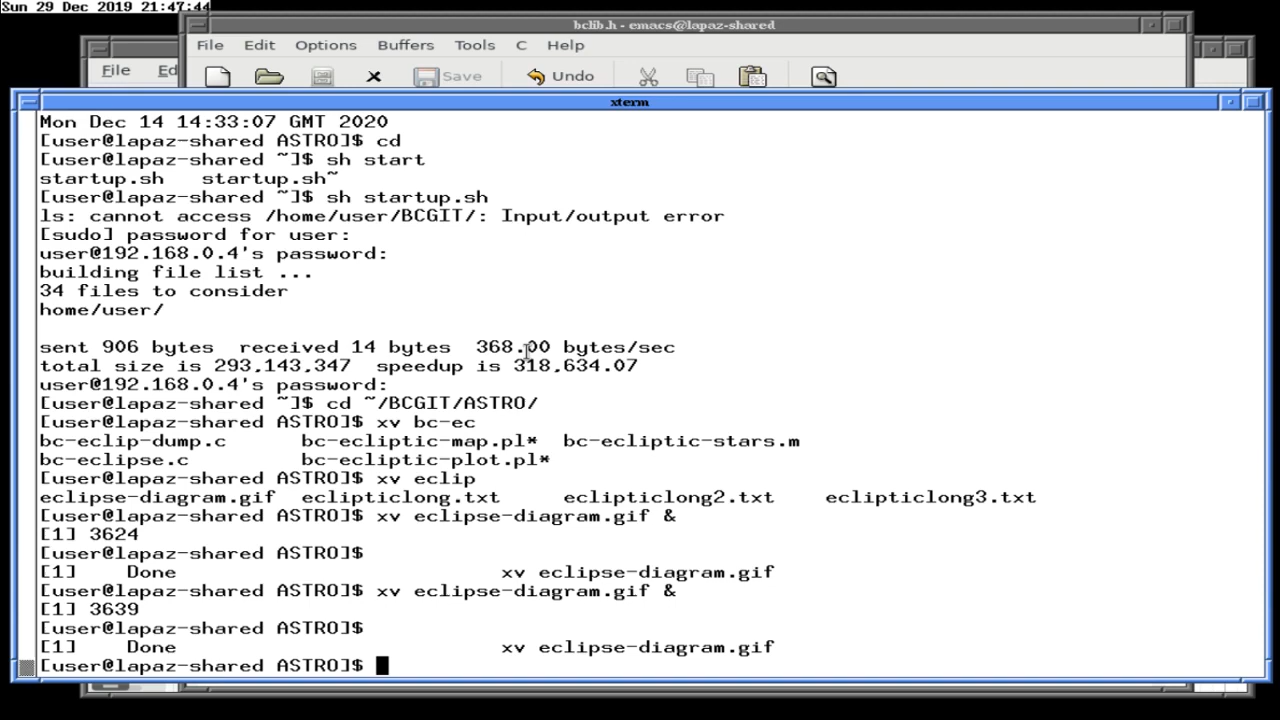 Sun 29 Dec 2019 21:47:44
bclib.h - emacs@lapaz-shared
File Edit Options Buffers Tools C Help
File Ed
Save Undo
xterm
Mon Dec 14 14:33:07 GMT 2020
[user@lapaz-shared ASTRO]$ cd
[user@lapaz-shared ~]$ sh start
startup.sh startup.sh~
[user@lapaz-shared ~]$ sh startup.sh
ls: cannot access /home/user/BCGIT/: Input/output error
[sudo] password for user:
user@192.168.0.4's password:
building file list ...
34 files to consider
home/user/
sent 906 bytes received 14 bytes 368.00 bytes/sec
total size is 293,143,347 speedup is 318,634.07
user@192.168.0.4's password:
[user@lapaz-shared ~]$ cd ~/BCGIT/ASTRO/
[user@lapaz-shared ASTRO]$ xv bc-ec
bc-eclip-dump.c bc-ecliptic-map.pl* bc-ecliptic-stars.m
bc-eclipse.c bc-ecliptic-plot.pl*
[user@lapaz-shared ASTRO]$ xv eclip
eclipse-diagram.gif eclipticlong.txt eclipticlong2.txt eclipticlong3.txt
[user@lapaz-shared ASTRO]$ xv eclipse-diagram.gif &
[1] 3624
[user@lapaz-shared ASTRO]$
[1] Done xv eclipse-diagram.gif
[user@lapaz-shared ASTRO]$ xv eclipse-diagram.gif &
[1] 3639
[user@lapaz-shared ASTRO]$
[1] Done xv eclipse-diagram.gif
[user@lapaz-shared ASTRO]$